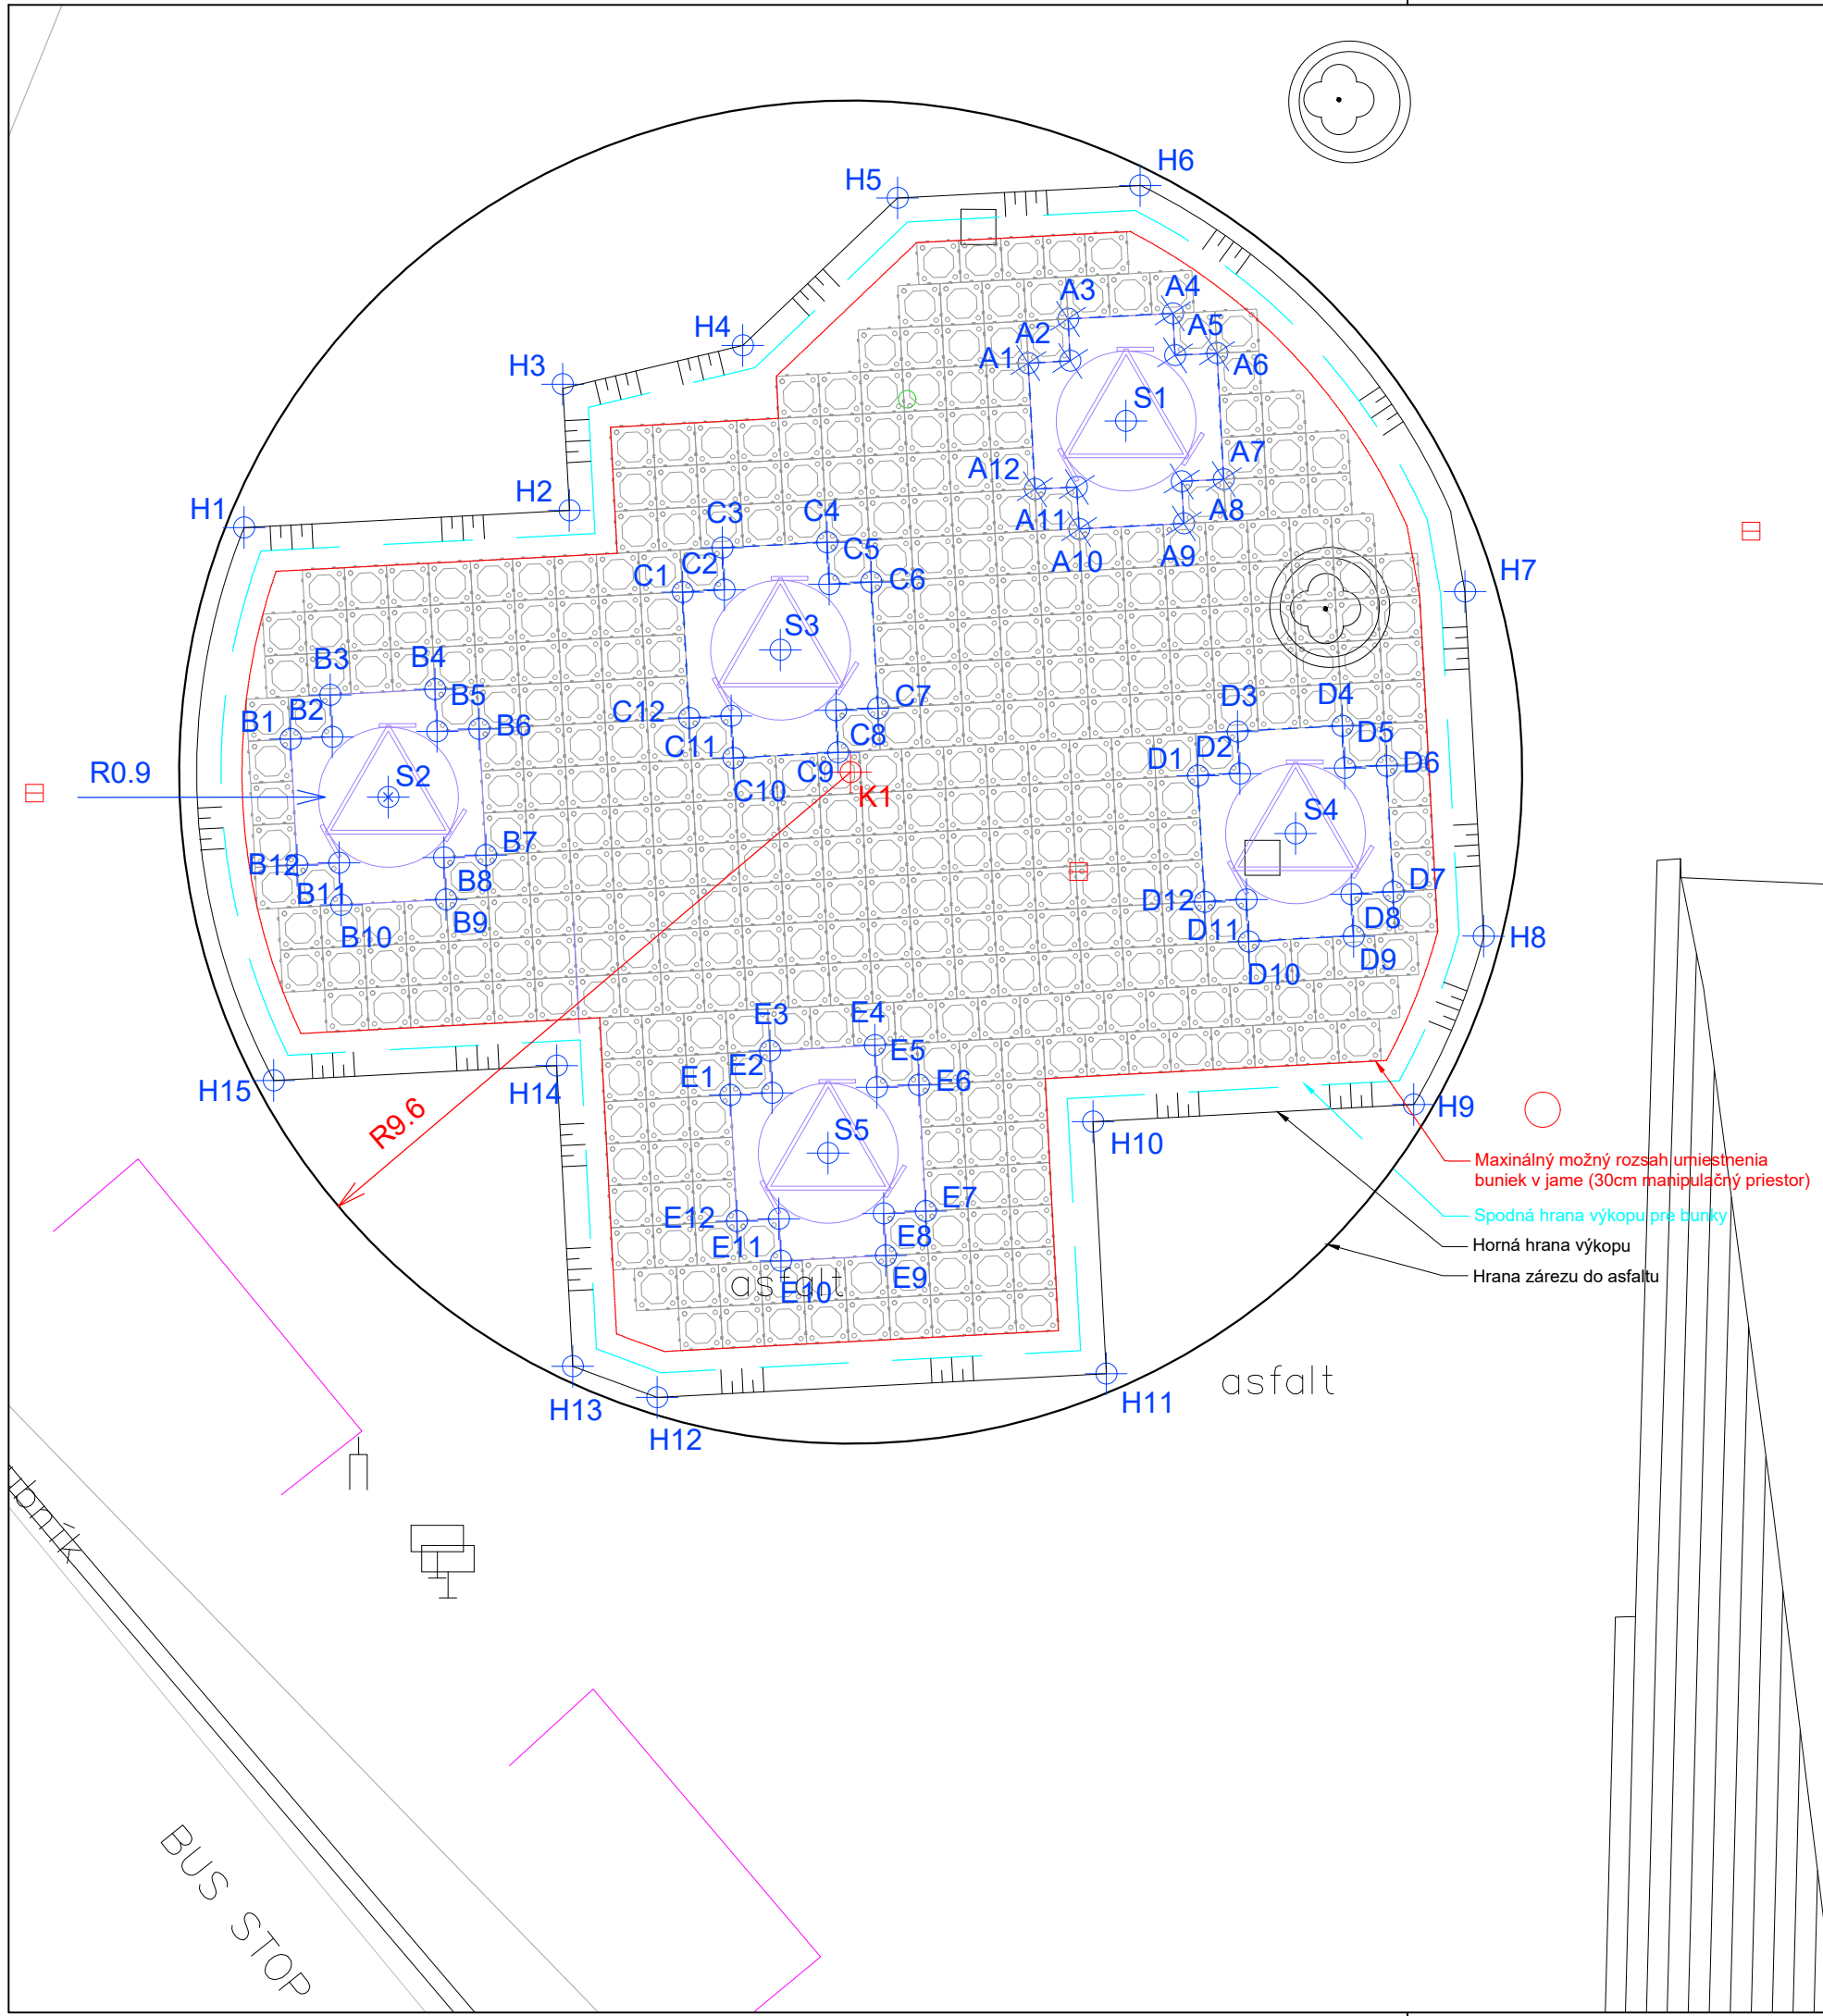 H6
H5
H4
H3
H2
H1
A3
A4
A2
A5
A1
A6
S1
A12
A7
A11
A8
A10
A9
H7
C3
C4
C2
C5
C1
C6
S3
C12
C7
C11
C8
C10
C9
K1
B3
B4
B2
B5
B1
B6
R0.9
S2
B12
B7
B11
B8
B10
B9
D3
D4
D2
D5
D1
D6
S4
D12
D7
D11
D8
D10
D9
H8
E3
E4
E2
E5
E1
E6
S5
E12
E7
E11
E8
E10
E9
asfalt
H15
H14
R9.6
H10
H9
Maxinálný možný rozsah umiestnenia
buniek v jame (30cm manipulačný priestor)
Spodná hrana výkopu pre bunky
Horná hrana výkopu
Hrana zárezu do asfaltu
asfalt
H13
H12
H11
BUS STOP